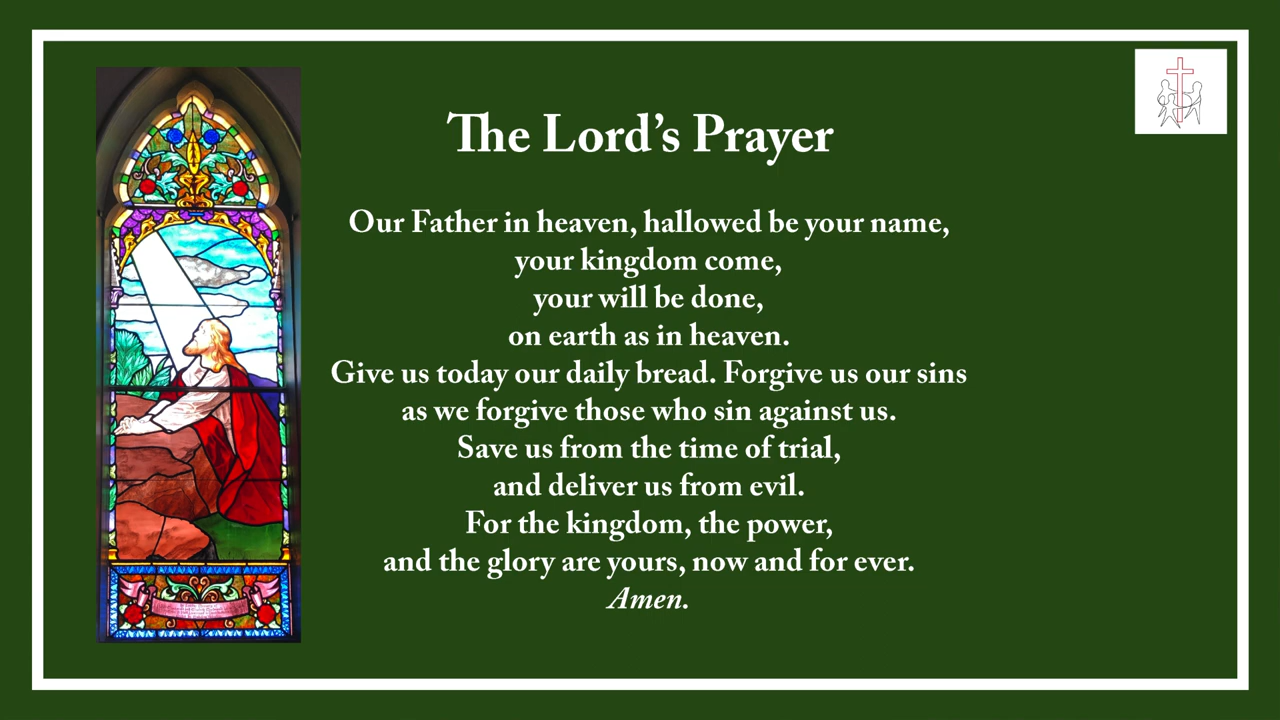 The Lord's Prayer
Our Father in heaven, hallowed be your name,
your kingdom come,
your will be done,
on earth as in heaven.
Give us today our daily bread. Forgive us our sins
as we forgive those who sin against us.
Save us from the time of trial,
and deliver us from evil.
For the kingdom, the power,
and the glory are yours, now and for ever.
Amen.